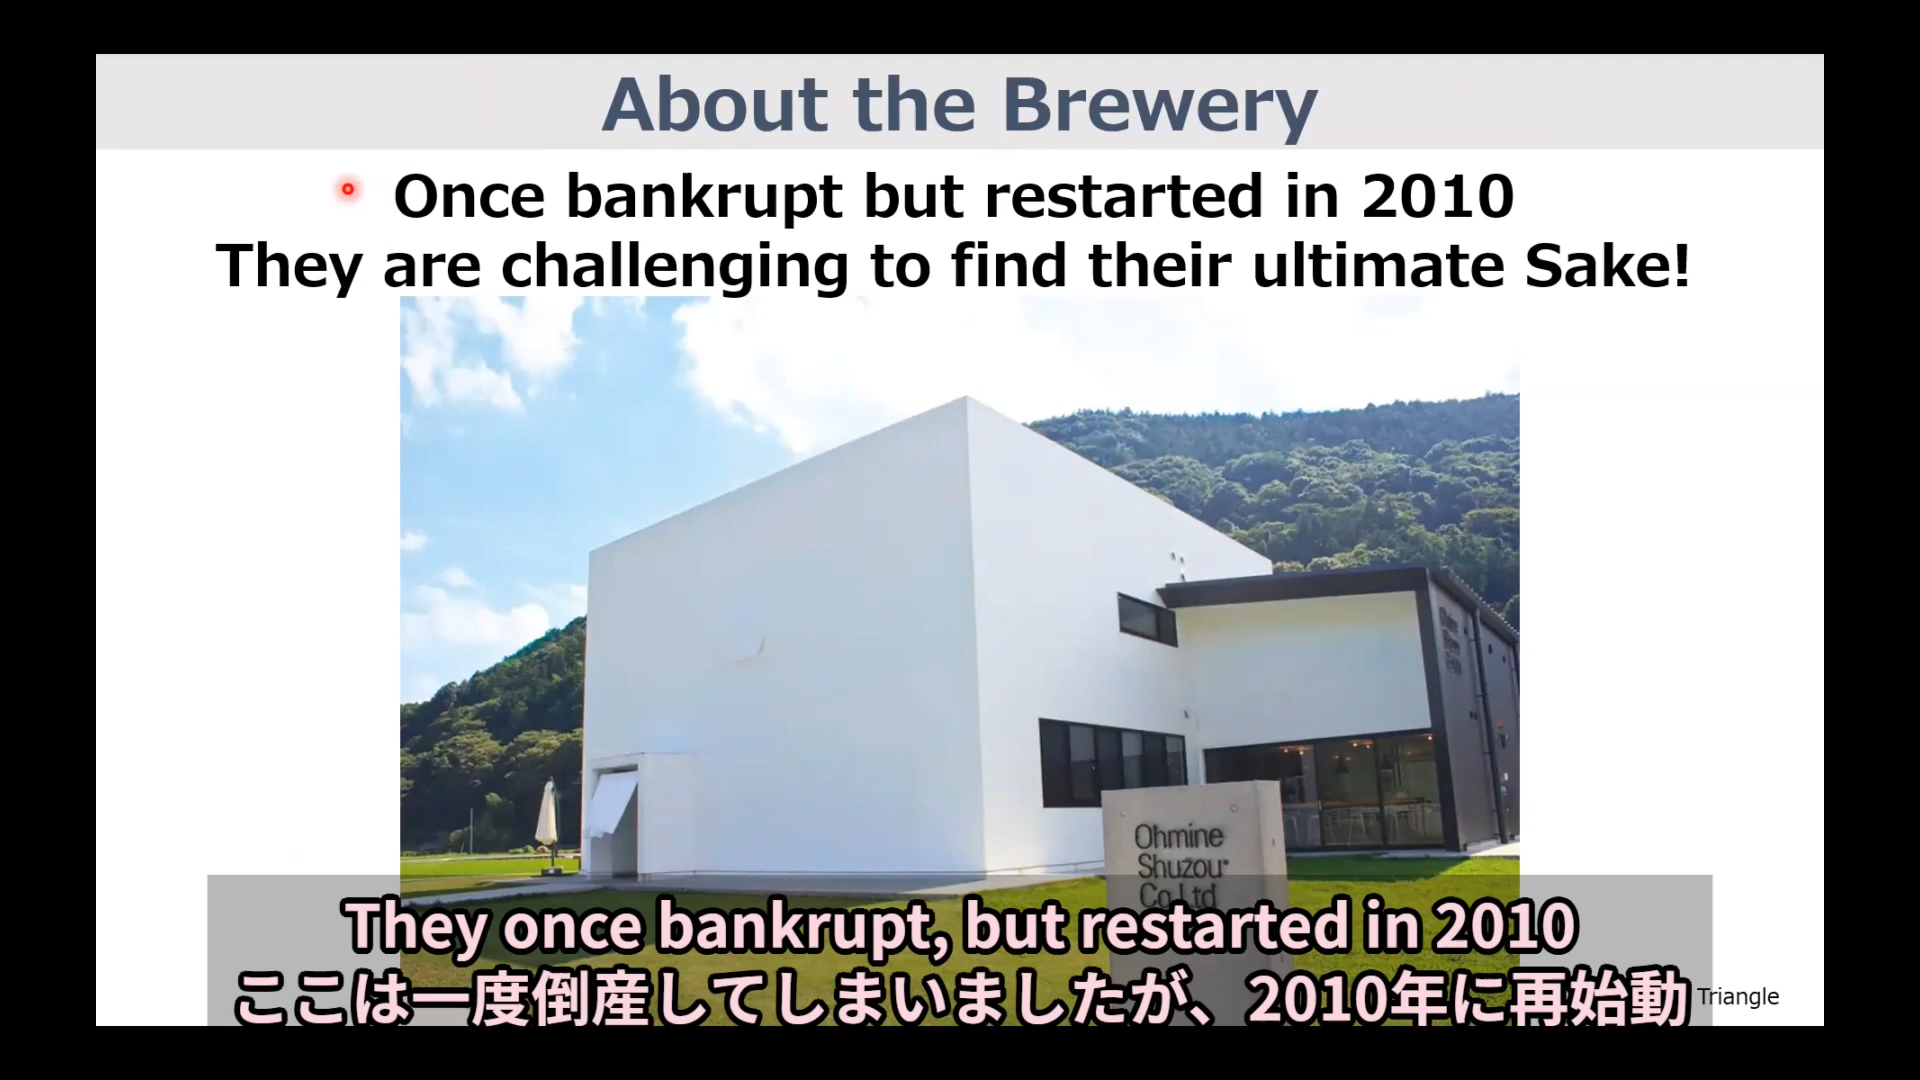 About the Brewery
Once bankrupt but restarted in 2010
They are challenging to find their ultimate Sake!
Ohmine
Shuzou
Co Ltd
They once bankrupt, but restarted in 2010
ここは一度倒産してしまいましたが、2010年に再始動
Triangle